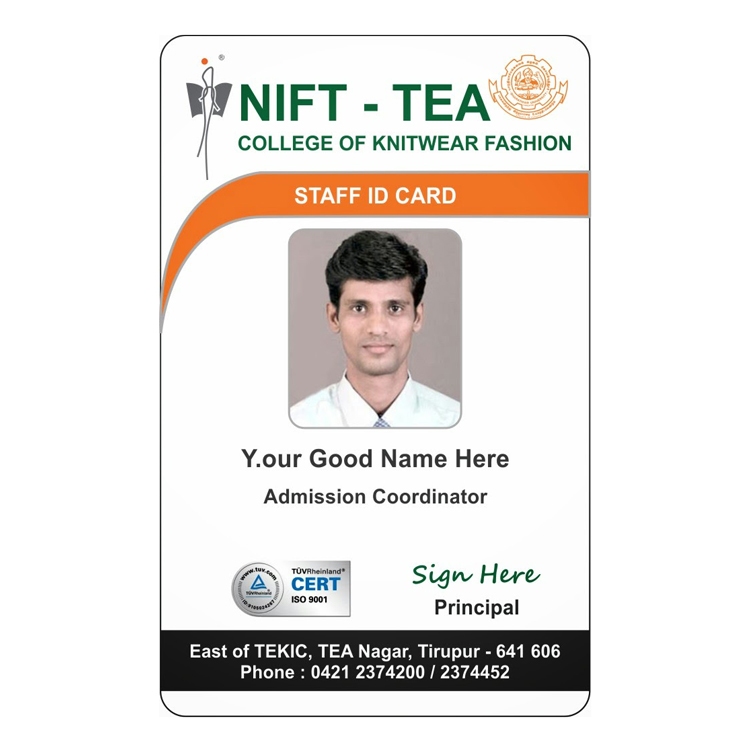 ®
NIFT - TEA
COLLEGE OF KNITWEAR FASHION
STAFF ID CARD
Y.our Good Name Here
Admission Coordinator
www.tuv.com
TÜVRheinland
TÜVRheinland®
CERT
ISO 9001
Sign Here
Principal
East of TEKIC, TEA Nagar, Tirupur - 641 606
Phone : 0421 2374200 / 2374452